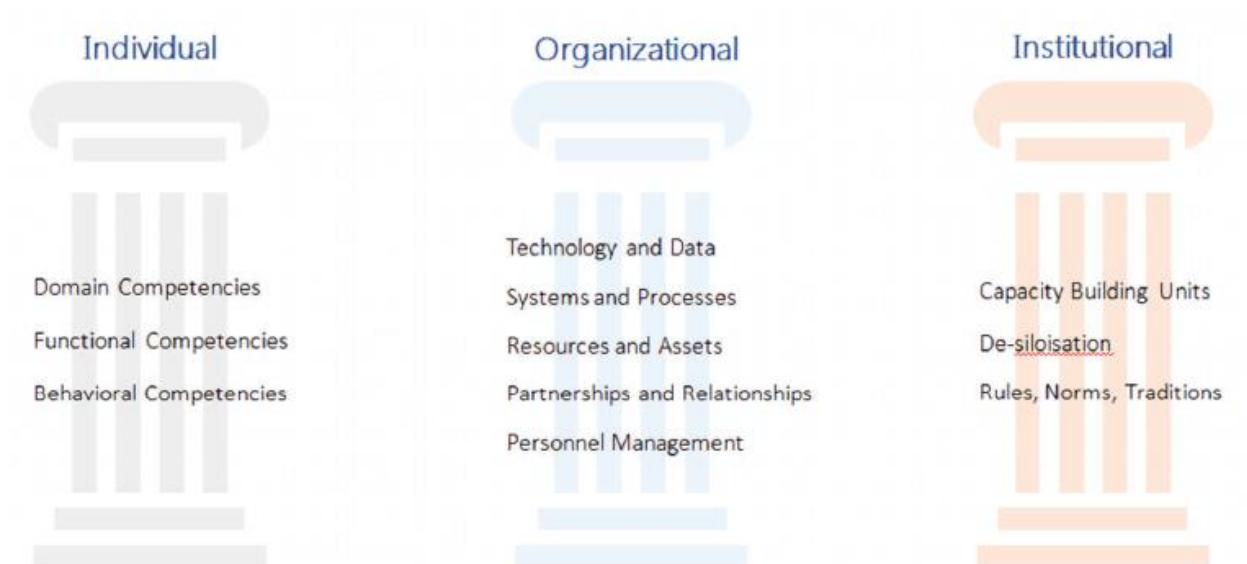 Individual
Domain Competencies
Functional Competencies
Behavioral Competencies
Organizational
Technology and Data
Systems and Processes
Resources and Assets
Partnerships and Relationships
Personnel Management
Institutional
Capacity Building Units
De-siloisation
Rules, Norms, Traditions